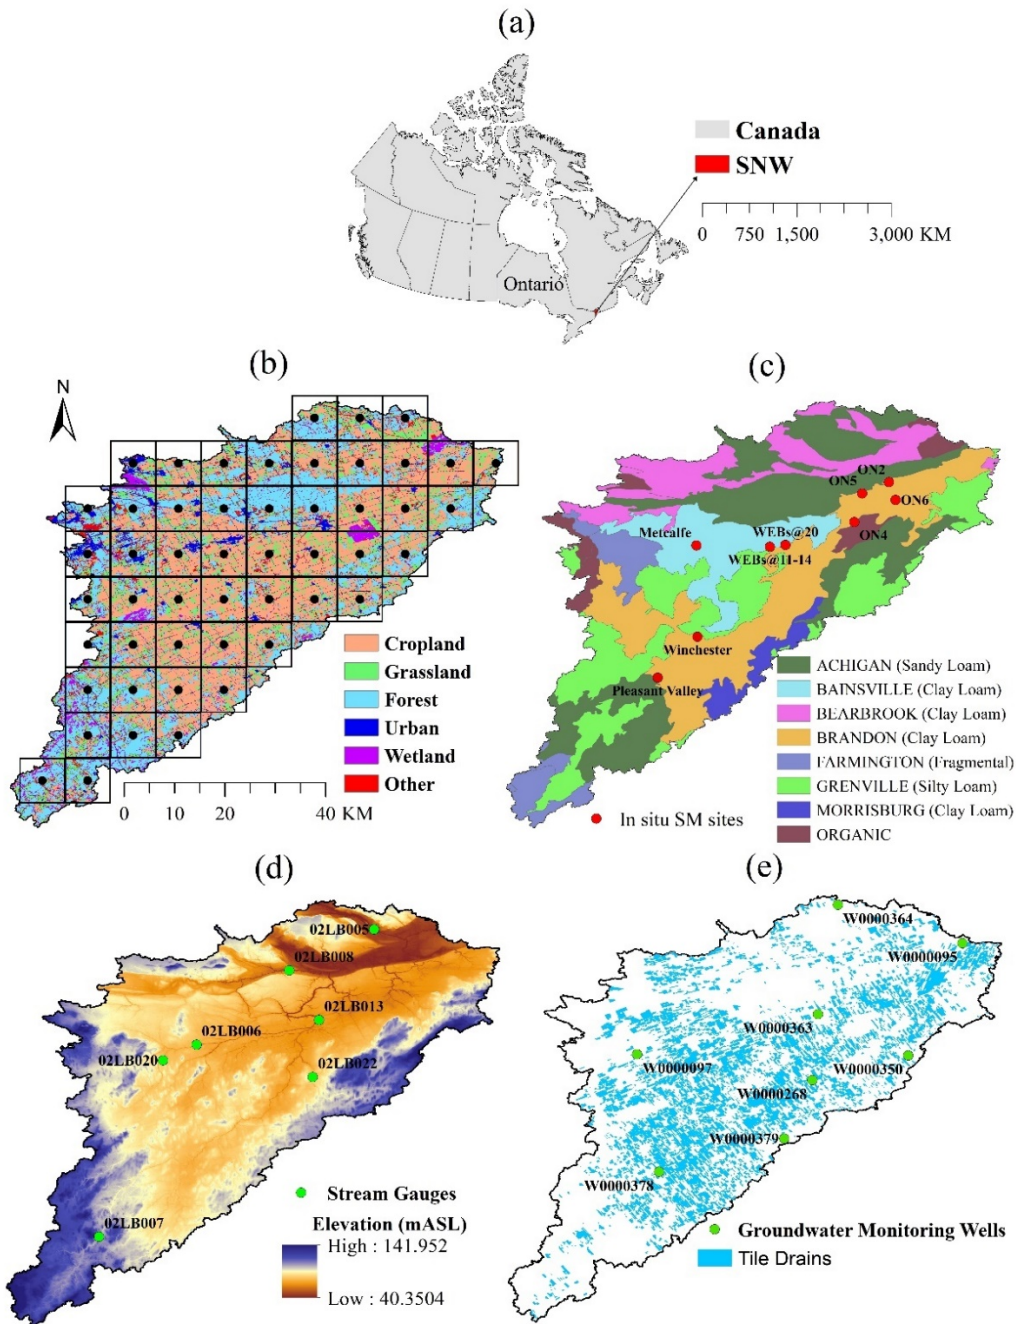 (a)
Canada
SNW
0 750 1,500 3,000 KM
Ontario
(b)
N
Cropland
Grassland
Forest
Urban
Wetland
Other
0 10 20 40 KM
(c)
ON2
ON5
ON6
ON4
Metcalfe
WEBs@20
WEBs@11-14
Winchester
Pleasant Valley
ACHIGAN (Sandy Loam)
BAINSVILLE (Clay Loam)
BEARBROOK (Clay Loam)
BRANDON (Clay Loam)
FARMINGTON (Fragmental)
GRENVILLE (Silty Loam)
MORRISBURG (Clay Loam)
ORGANIC
In situ SM sites
(d)
02LB005
02LB008
02LB013
02LB006
02LB020
02LB022
02LB007
Stream Gauges
Elevation (mASL)
High : 141.952
Low : 40.3504
(e)
W0000364
W0000095
W0000363
W0000097
W0000350
W0000268
W0000379
W0000378
Groundwater Monitoring Wells
Tile Drains